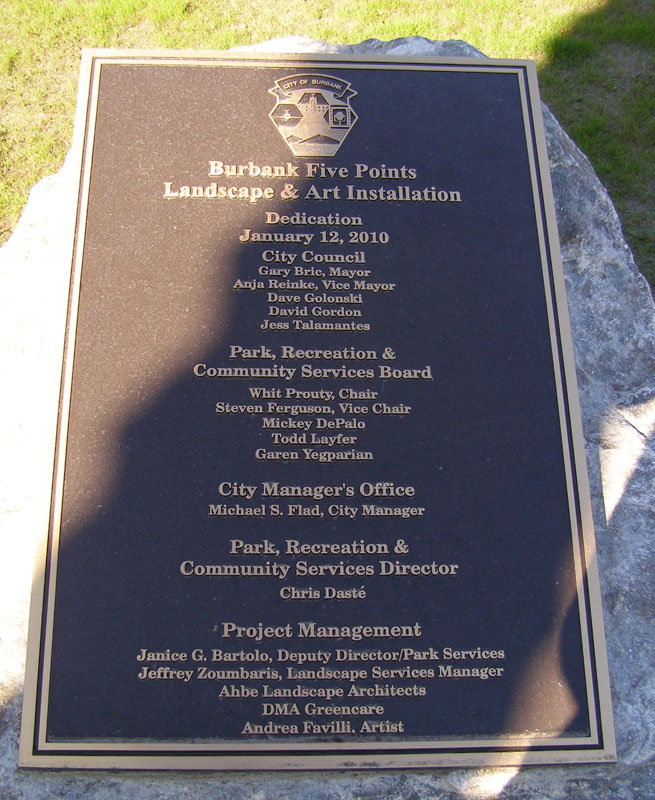 CITY OF BURBANK
Burbank Five Points
Landscape & Art Installation
Dedication
January 12, 2010
City Council
Gary Bric, Mayor
Anja Reinke, Vice Mayor
Dave Golonski
David Gordon
Jess Talamantes
Park, Recreation &
Community Services Board
Whit Prouty, Chair
Steven Ferguson, Vice Chair
Mickey DePalo
Todd Layfer
Garen Yegparian
City Manager's Office
Michael S. Flad, City Manager
Park, Recreation &
Community Services Director
Chris Dasté
Project Management
Janice G. Bartolo, Deputy Director/Park Services
Jeffrey Zoumbaris, Landscape Services Manager
Ahbe Landscape Architects
DMA Greencare
Andrea Favilli, Artist